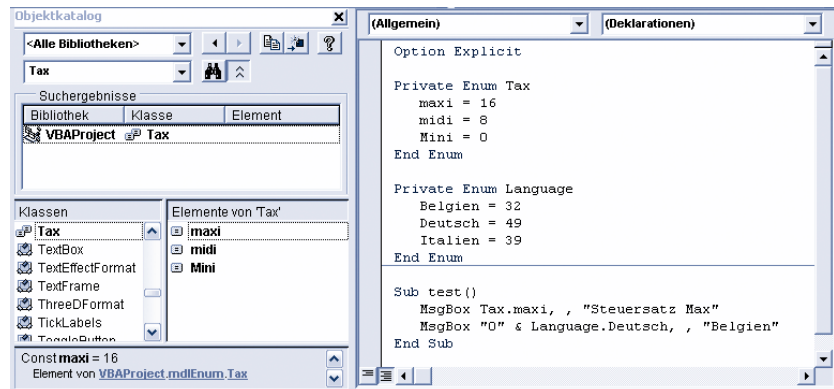 Objektkatalog
<Alle Bibliotheken>
Tax
Suchergebnisse
Bibliothek Klasse Element
VBAProject Tax
Klassen
Tax
TextBox
TextEffectFormat
TextFrame
ThreeDFormat
TickLabels
ToggleButton
Elemente von 'Tax'
maxi
midi
Mini
Const maxi = 16
Element von VBAProject.mdlEnum.Tax
(Allgemein) (Deklarationen)
Option Explicit
Private Enum Tax
maxi = 16
midi = 8
Mini = 0
End Enum
Private Enum Language
Belgien = 32
Deutsch = 49
Italien = 39
End Enum
Sub test()
MsgBox Tax.maxi, , "Steuersatz Max"
MsgBox "0" & Language.Deutsch, , "Belgien"
End Sub